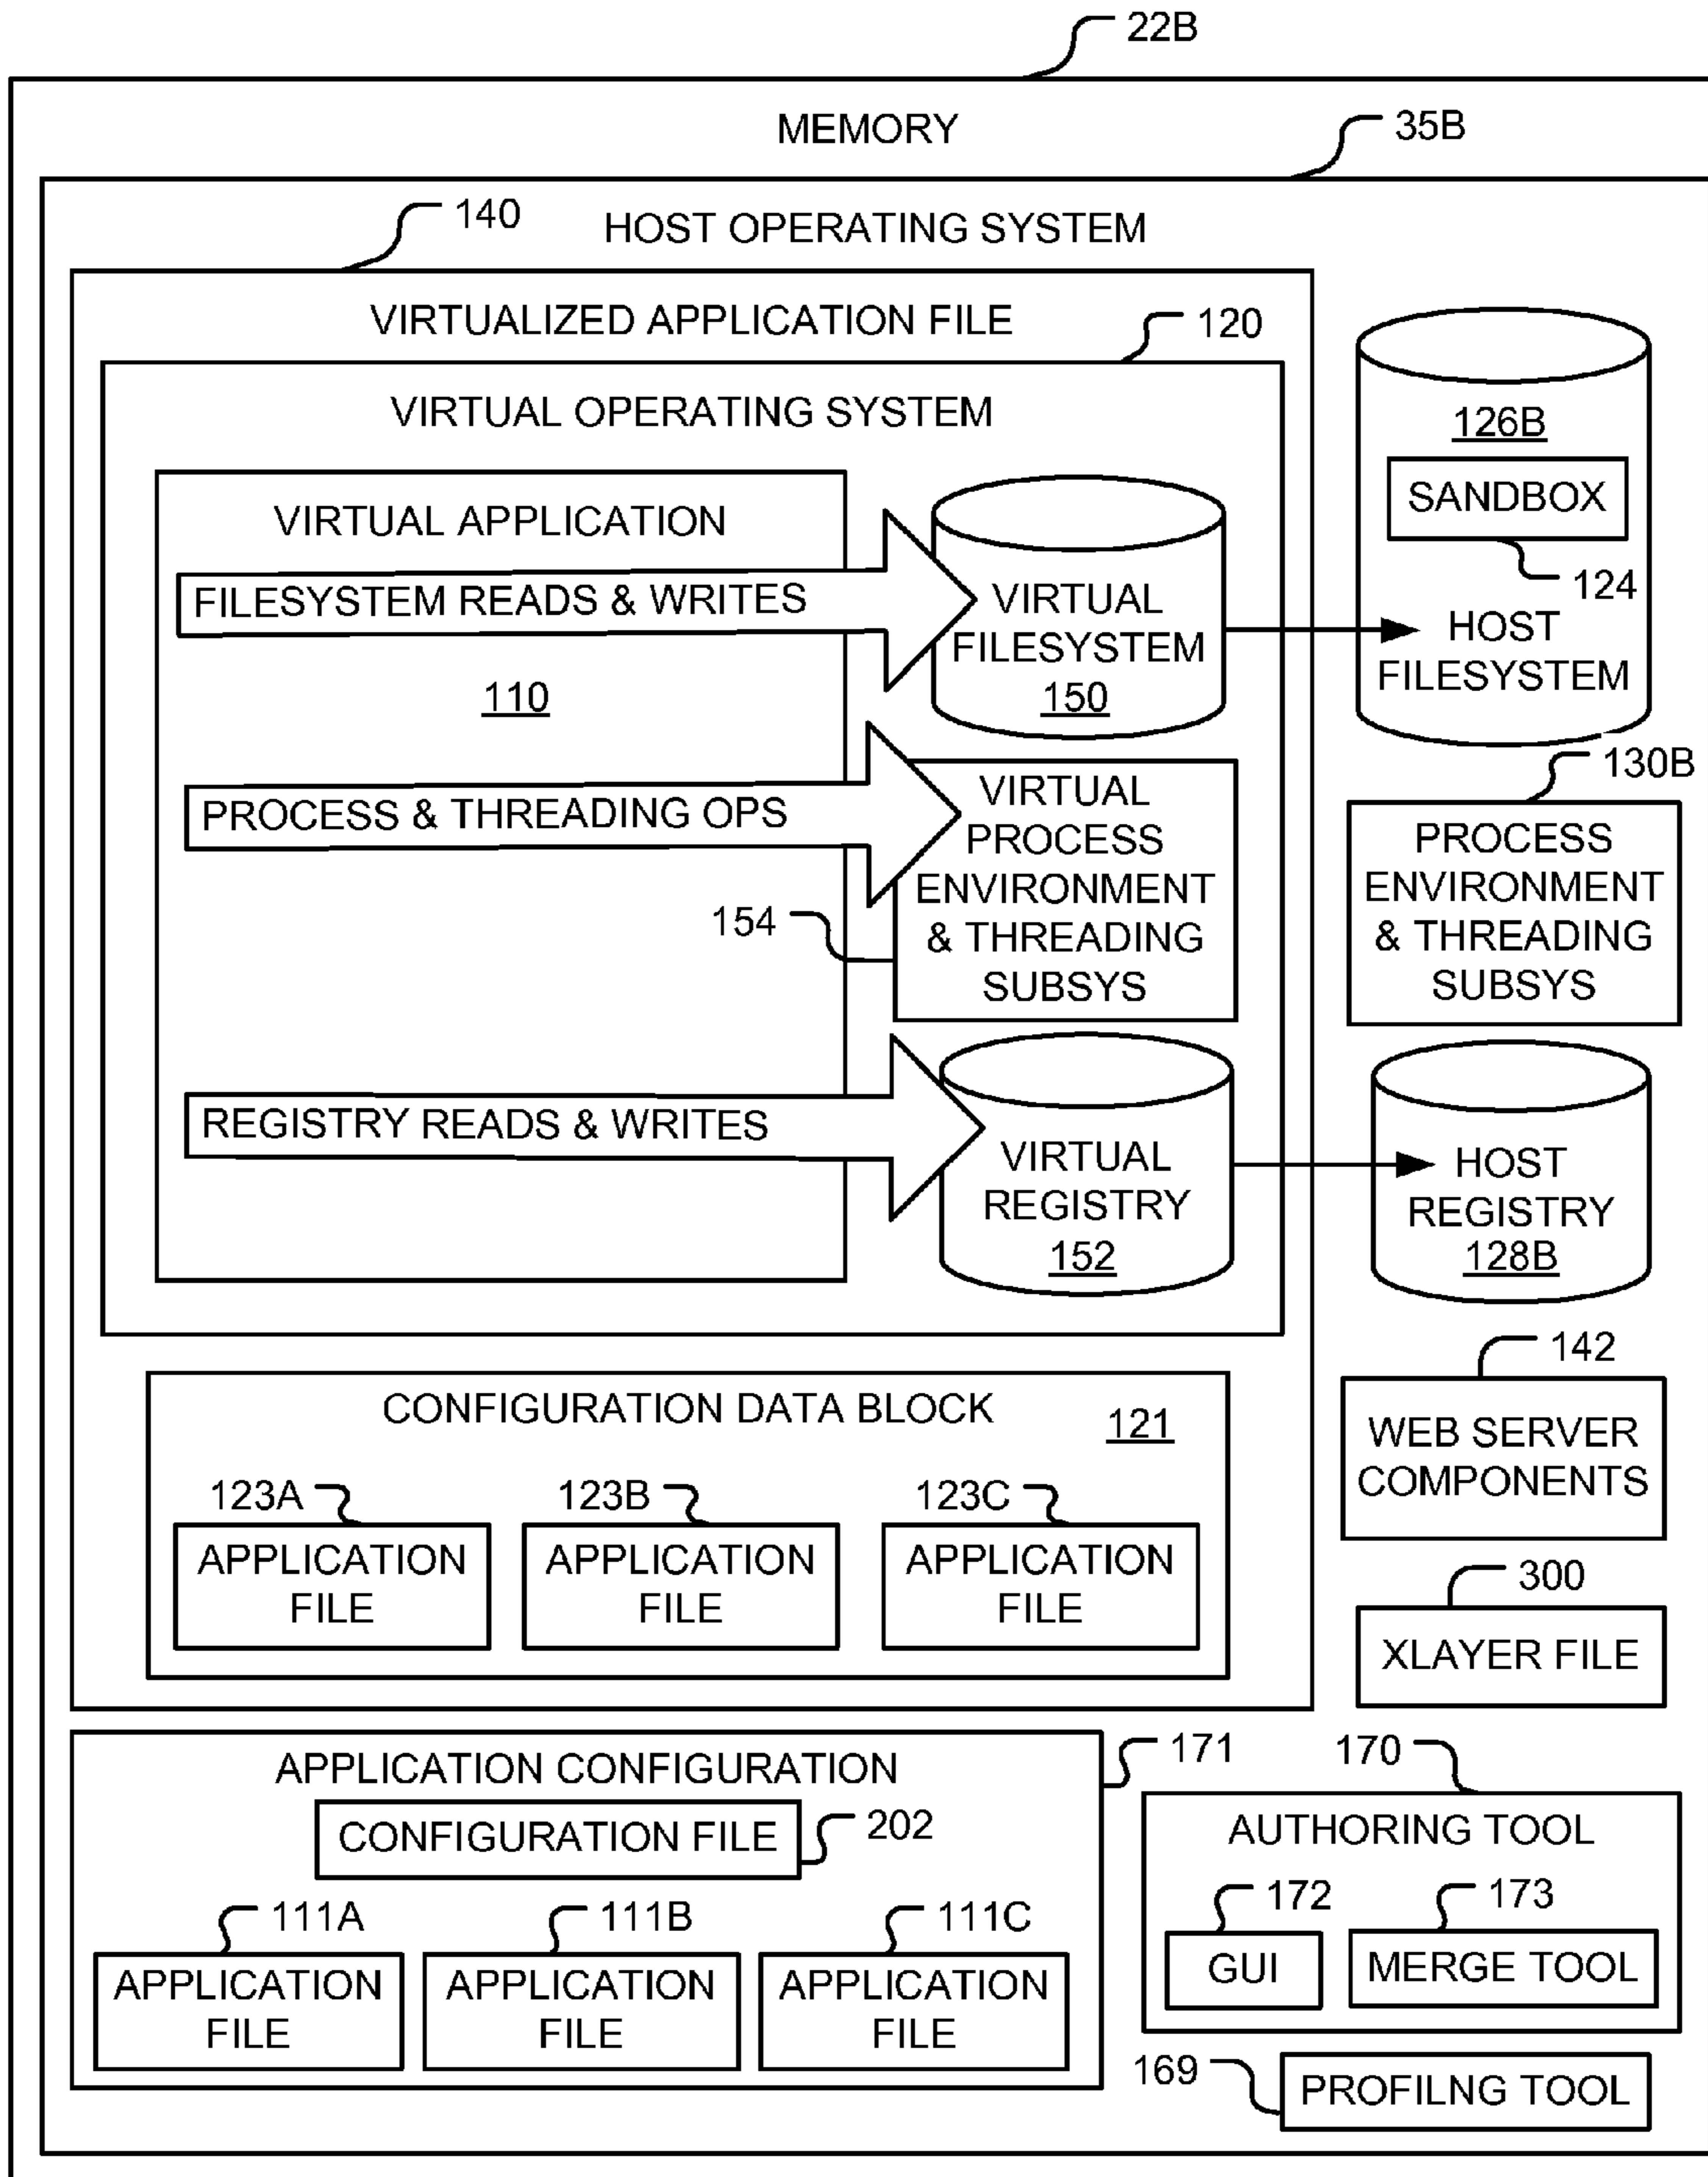 22B
MEMORY
35B
140
HOST OPERATING SYSTEM
VIRTUALIZED APPLICATION FILE
120
VIRTUAL OPERATING SYSTEM
126B
SANDBOX
124
HOST
FILESYSTEM
VIRTUAL APPLICATION
FILESYSTEM READS & WRITES
VIRTUAL
FILESYSTEM
150
110
PROCESS & THREADING OPS
VIRTUAL
PROCESS
ENVIRONMENT
& THREADING
SUBSYS
154
130B
PROCESS
ENVIRONMENT
& THREADING
SUBSYS
REGISTRY READS & WRITES
VIRTUAL
REGISTRY
152
HOST
REGISTRY
128B
142
WEB SERVER
COMPONENTS
CONFIGURATION DATA BLOCK
121
123A
123B
123C
APPLICATION
FILE
APPLICATION
FILE
APPLICATION
FILE
300
XLAYER FILE
APPLICATION CONFIGURATION
171
CONFIGURATION FILE
202
111A
111B
111C
APPLICATION
FILE
APPLICATION
FILE
APPLICATION
FILE
170
AUTHORING TOOL
172
173
GUI
MERGE TOOL
169
PROFILNG TOOL